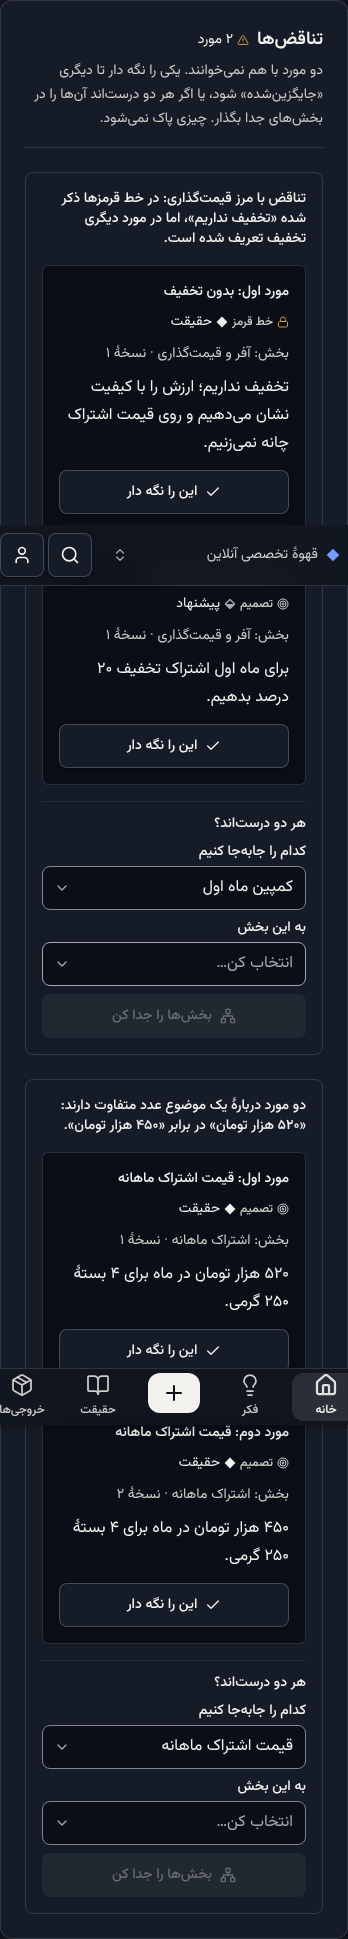 تناقض‌ها
۲ مورد
دو مورد با هم نمی‌خوانند. یکی را نگه دار تا دیگری
«جایگزین‌شده» شود، یا اگر هر دو درست‌اند آن‌ها را در
بخش‌های جدا بگذار. چیزی پاک نمی‌شود.
تناقض با مرز قیمت‌گذاری: در خط قرمزها ذکر
شده «تخفیف نداریم»، اما در مورد دیگری
تخفیف تعریف شده است.
مورد اول: بدون تخفیف
خط قرمز ◆ حقیقت
بخش: آفر و قیمت‌گذاری · نسخهٔ ۱
تخفیف نداریم؛ ارزش را با کیفیت
نشان می‌دهیم و روی قیمت اشتراک
چانه نمی‌زنیم.
این را نگه دار
قهوهٔ تخصصی آنلاین
تصمیم ⬙ پیشنهاد
بخش: آفر و قیمت‌گذاری · نسخهٔ ۱
برای ماه اول اشتراک تخفیف ۲۰
درصد بدهیم.
این را نگه دار
هر دو درست‌اند؟
کدام را جابه‌جا کنیم
کمپین ماه اول
به این بخش
انتخاب کن…
بخش‌ها را جدا کن
دو مورد دربارهٔ یک موضوع عدد متفاوت دارند:
«۵۲۰ هزار تومان» در برابر «۴۵۰ هزار تومان».
مورد اول: قیمت اشتراک ماهانه
تصمیم ◆ حقیقت
بخش: اشتراک ماهانه · نسخهٔ ۱
۵۲۰ هزار تومان در ماه برای ۴ بستهٔ
۲۵۰ گرمی.
این را نگه دار
خانه
فکر
حقیقت
خروجی‌ها
مورد دوم: قیمت اشتراک ماهانه
تصمیم ◆ حقیقت
بخش: اشتراک ماهانه · نسخهٔ ۲
۴۵۰ هزار تومان در ماه برای ۴ بستهٔ
۲۵۰ گرمی.
این را نگه دار
هر دو درست‌اند؟
کدام را جابه‌جا کنیم
قیمت اشتراک ماهانه
به این بخش
انتخاب کن…
بخش‌ها را جدا کن